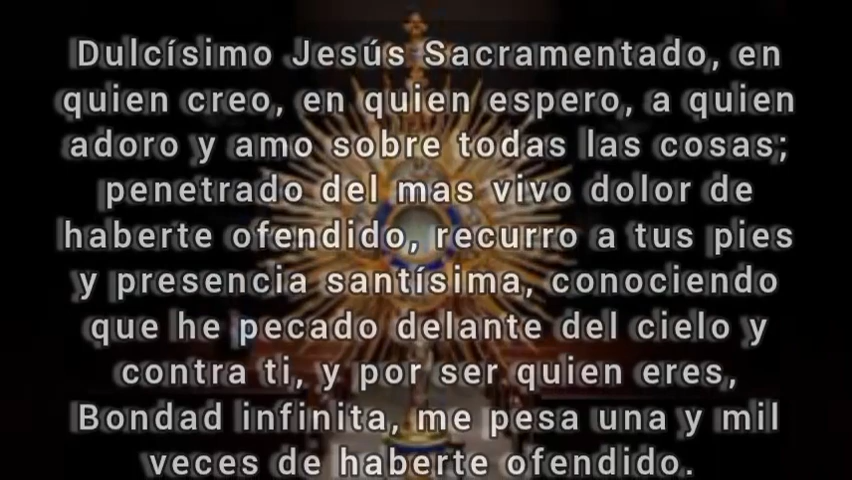 Dulcísimo Jesús Sacramentado, en
quien creo, en quien espero, a quien
adoro y amo sobre todas las cosas;
penetrado del mas vivo dolor de
haberte ofendido, recurro a tus pies
y presencia santísima, conociendo
que he pecado delante del cielo y
contra ti, y por ser quien eres,
Bondad infinita, me pesa una y mil
veces de haberte ofendido.